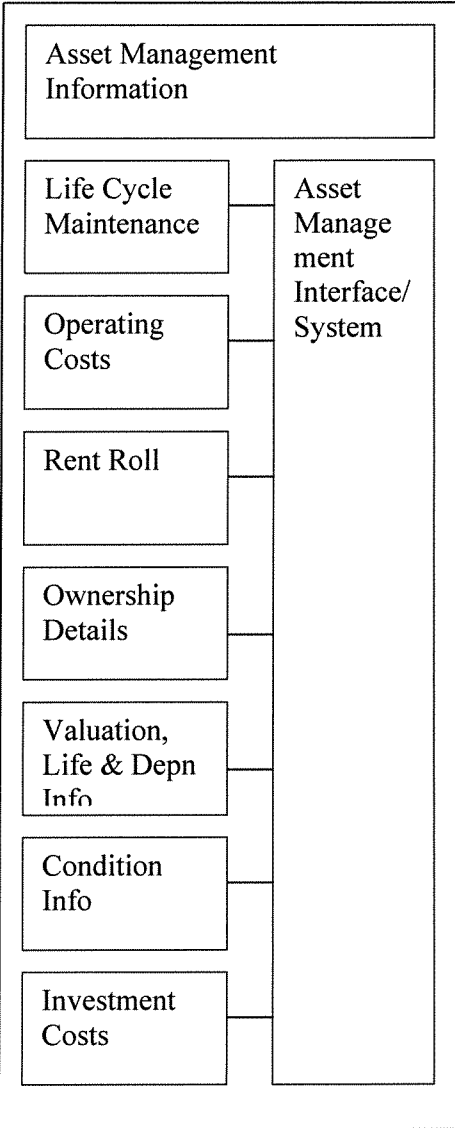 Asset Management
Information
Life Cycle
Maintenance
Asset
Manage
ment
Interface/
System
Operating
Costs
Rent Roll
Ownership
Details
Valuation,
Life & Depn
Info
Condition
Info
Investment
Costs